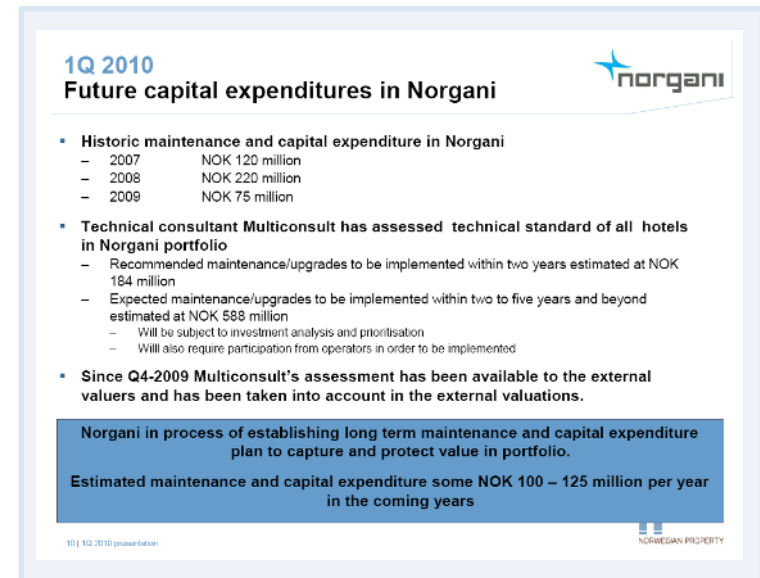 1Q 2010
Future capital expenditures in Norgani
norgani
▪ Historic maintenance and capital expenditure in Norgani
– 2007 NOK 120 million
– 2008 NOK 220 million
– 2009 NOK 75 million
▪ Technical consultant Multiconsult has assessed technical standard of all hotels
in Norgani portfolio
– Recommended maintenance/upgrades to be implemented within two years estimated at NOK
184 million
– Expected maintenance/upgrades to be implemented within two to five years and beyond
estimated at NOK 588 million
– Will be subject to investment analysis and prioritisation
– Willl also require participation from operators in order to be implemented
▪ Since Q4-2009 Multiconsult's assessment has been available to the external
valuers and has been taken into account in the external valuations.
Norgani in process of establishing long term maintenance and capital expenditure
plan to capture and protect value in portfolio.
Estimated maintenance and capital expenditure some NOK 100 – 125 million per year
in the coming years
10 | 1Q 2010 presentation
NORWEGIAN PROPERTY